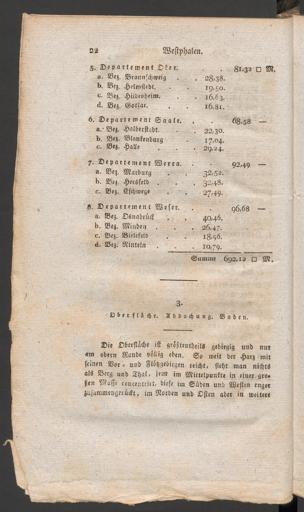 22 Westphalen.
5. Departement Oker. . . 81.32 □ M.
a. Bez. Braunschweig . . 28.38.
b. Bez. Helmstedt. . . 19.50.
c. Bez. Hildesheim. . . 16.63.
d. Bez. Goslar. . . 16.81.
6. Departement Saale. . . 68.58 —
a. Bez. Halberstadt. . . 22.30.
b. Bez. Blankenburg . . 17.04.
c. Bez. Halle . . . 29.24.
7. Departement Werra. . . 92.49 —
a. Bez. Marburg . . . 32.52.
b. Bez. Hersfeld . . . 32.48.
c. Bez. Eschwege . . . 27.49.
8. Departement Weser. . . 96.68 —
a. Bez. Osnabrück . . . 40.46.
b. Bez. Minden . . . 26.47.
c. Bez. Bielefeld . . . 18.96.
d. Bez. Rinteln . . . 10.79.
Summe 692.12 □ M.
3.
Oberfläche. Abdachung. Boden.
Die Oberfläche ist größtentheils gebirgig und nur
am obern Rande völlig eben. So weit der Harz mit
seinen Vor- und Flötzgebirgen reicht, sieht man nichts
als Berg und Thal, jene im Mittelpunkte in einer gro-
ßen Masse concentrirt, diese im Süden und Westen enger
zusammengerückt, im Norden und Osten aber in weitere